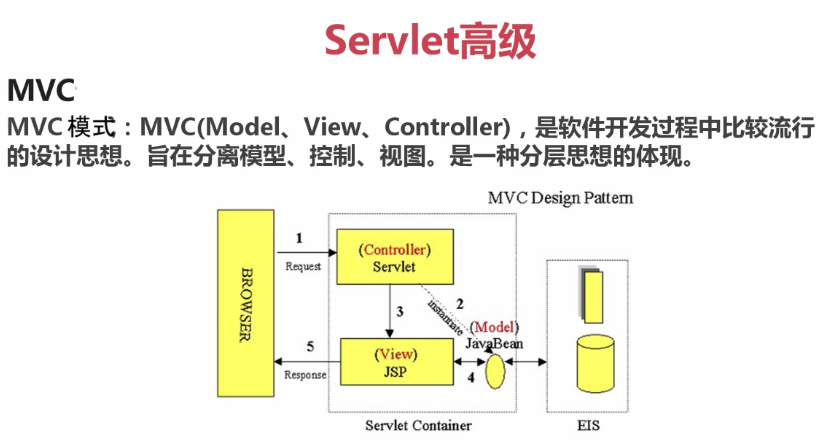 Servlet高级
MVC
MVC 模式：MVC(Model、View、Controller)，是软件开发过程中比较流行
的设计思想。旨在分离模型、控制、视图。是一种分层思想的体现。
MVC Design Pattern
BROWSER
1
Request
(Controller)
Servlet
2
instantiate
3
(Model)
JavaBean
(View)
JSP
4
5
Response
Servlet Container
EIS